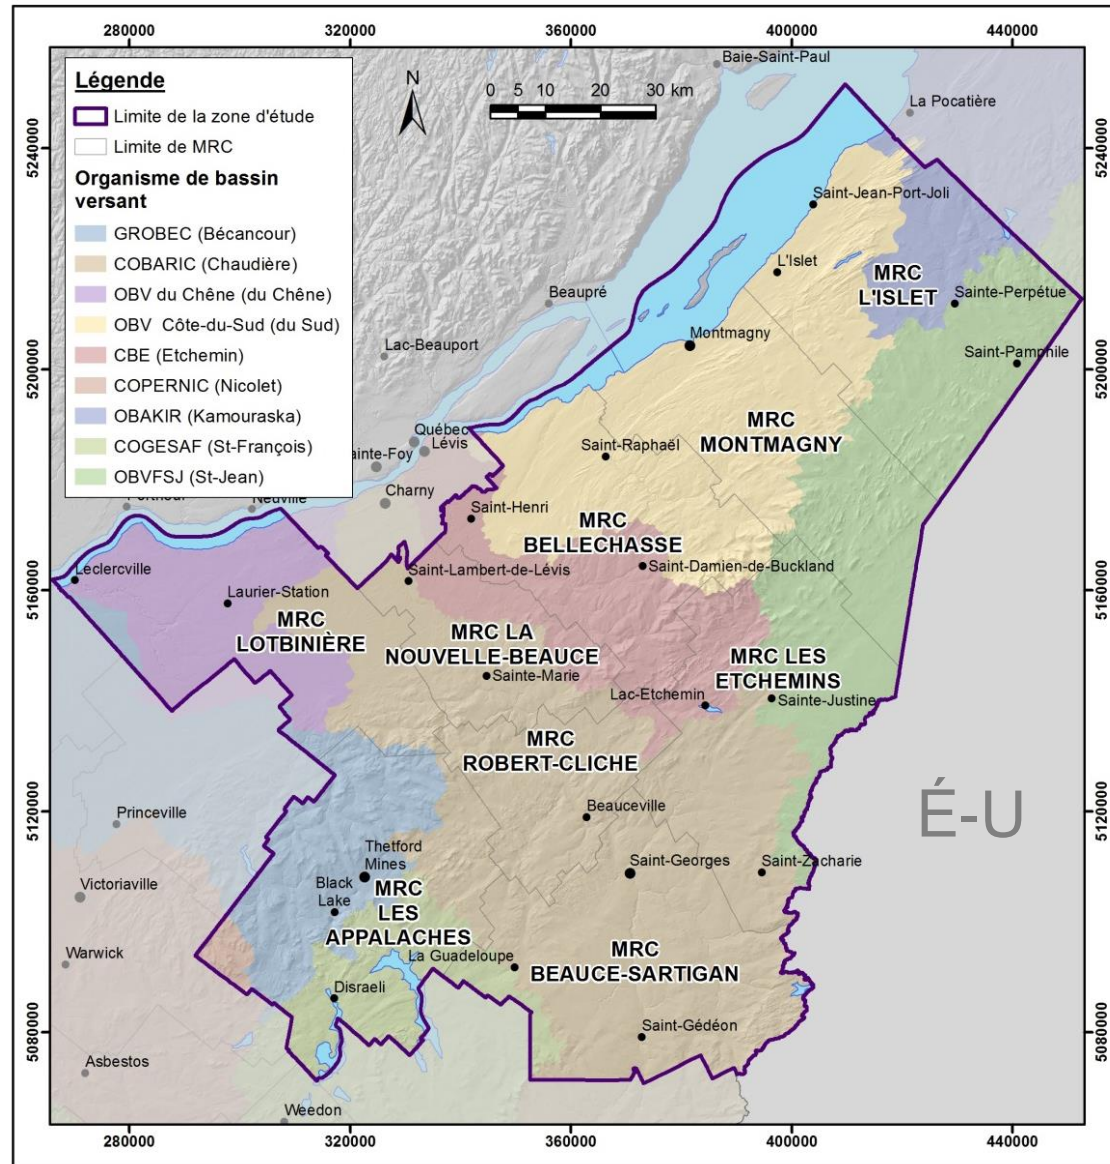 280000
320000
360000
400000
440000
Légende
Limite de la zone d'étude
Limite de MRC
Organisme de bassin
versant
GROBEC (Bécancour)
COBARIC (Chaudière)
OBV du Chêne (du Chêne)
OBV Côte-du-Sud (du Sud)
CBE (Etchemin)
COPERNIC (Nicolet)
OBAKIR (Kamouraska)
COGESAF (St-François)
OBVFSJ (St-Jean)
N
0 5 10 20 30 km
Baie-Saint-Paul
La Pocatière
5240000
5240000
Saint-Jean-Port-Joli
L'Islet
MRC
L'ISLET
Beaupré
Sainte-Perpétue
Montmagny
Lac-Beauport
Saint-Pamphile
5200000
5200000
MRC
MONTMAGNY
Québec
Lévis
Saint-Raphaël
ainte-Foy
Charny
Neuville
Saint-Henri
MRC
BELLECHASSE
Saint-Damien-de-Buckland
Leclercville
Saint-Lambert-de-Lévis
5160000
5160000
Laurier-Station
MRC
LOTBINIÈRE
MRC LA
NOUVELLE-BEAUCE
Sainte-Marie
MRC LES
ETCHEMINS
Lac-Etchemin
Sainte-Justine
MRC
ROBERT-CLICHE
Princeville
Beauceville
5120000
5120000
É-U
Thetford
Mines
Saint-Georges
Saint-Zacharie
Victoriaville
Black
Lake
MRC
LES
APPALACHES
La Guadeloupe
MRC
BEAUCE-SARTIGAN
Warwick
Disraeli
Saint-Gédéon
5080000
5080000
Asbestos
Weedon
280000
320000
360000
400000
440000